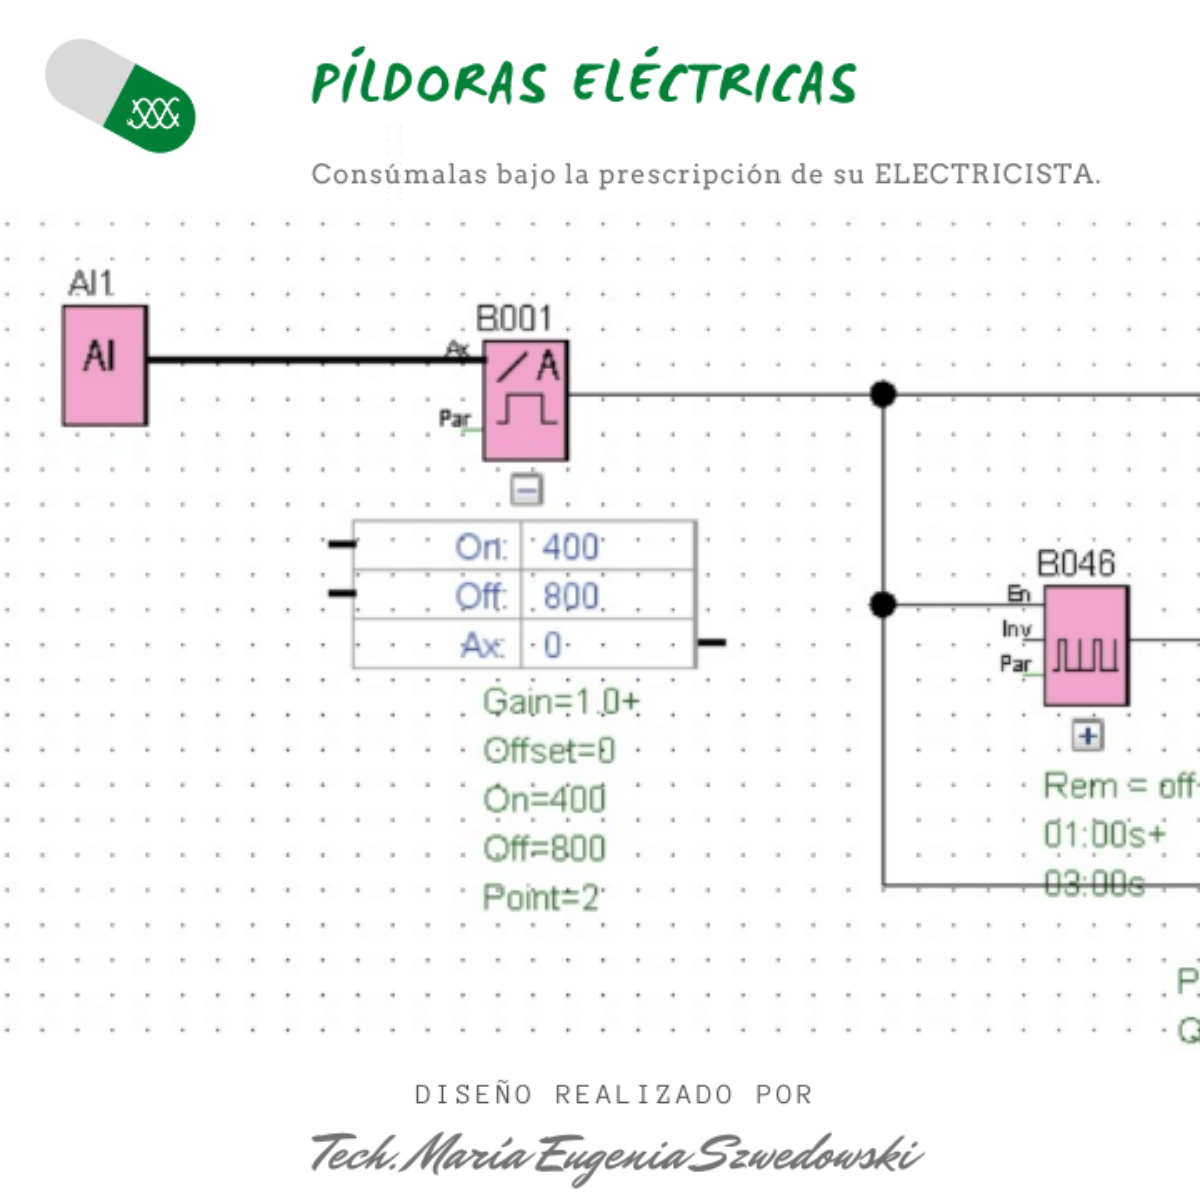 PÍLDORAS ELÉCTRICAS
Consúmalas bajo la prescripción de su ELECTRICISTA.
AI1
AI
B001
Ax
A
Par
On: 400
Off: 800
Ax: 0
Gain=1.0+
Offset=0
On=400
Off=800
Point=2
B046
En
Inv
Par
Rem = off
01:00s+
03:00s
P
Q
DISEÑO REALIZADO POR
Tech. María Eugenia Szwedowski